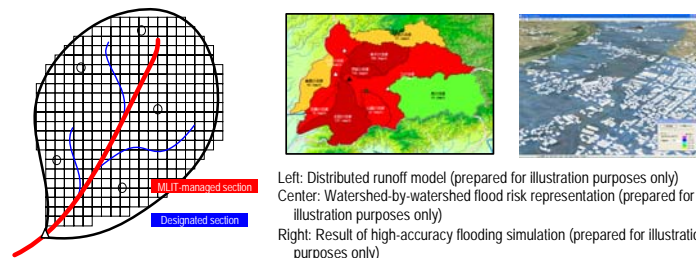 MLIT-managed section
Designated section
Left: Distributed runoff model (prepared for illustration purposes only)
Center: Watershed-by-watershed flood risk representation (prepared for
illustration purposes only)
Right: Result of high-accuracy flooding simulation (prepared for illustratio
purposes only)